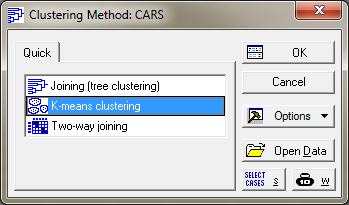 Clustering Method: CARS
Quick
Joining (tree clustering)
K-means clustering
Two-way joining
OK
Cancel
Options
Open Data
SELECT
CASES S
W